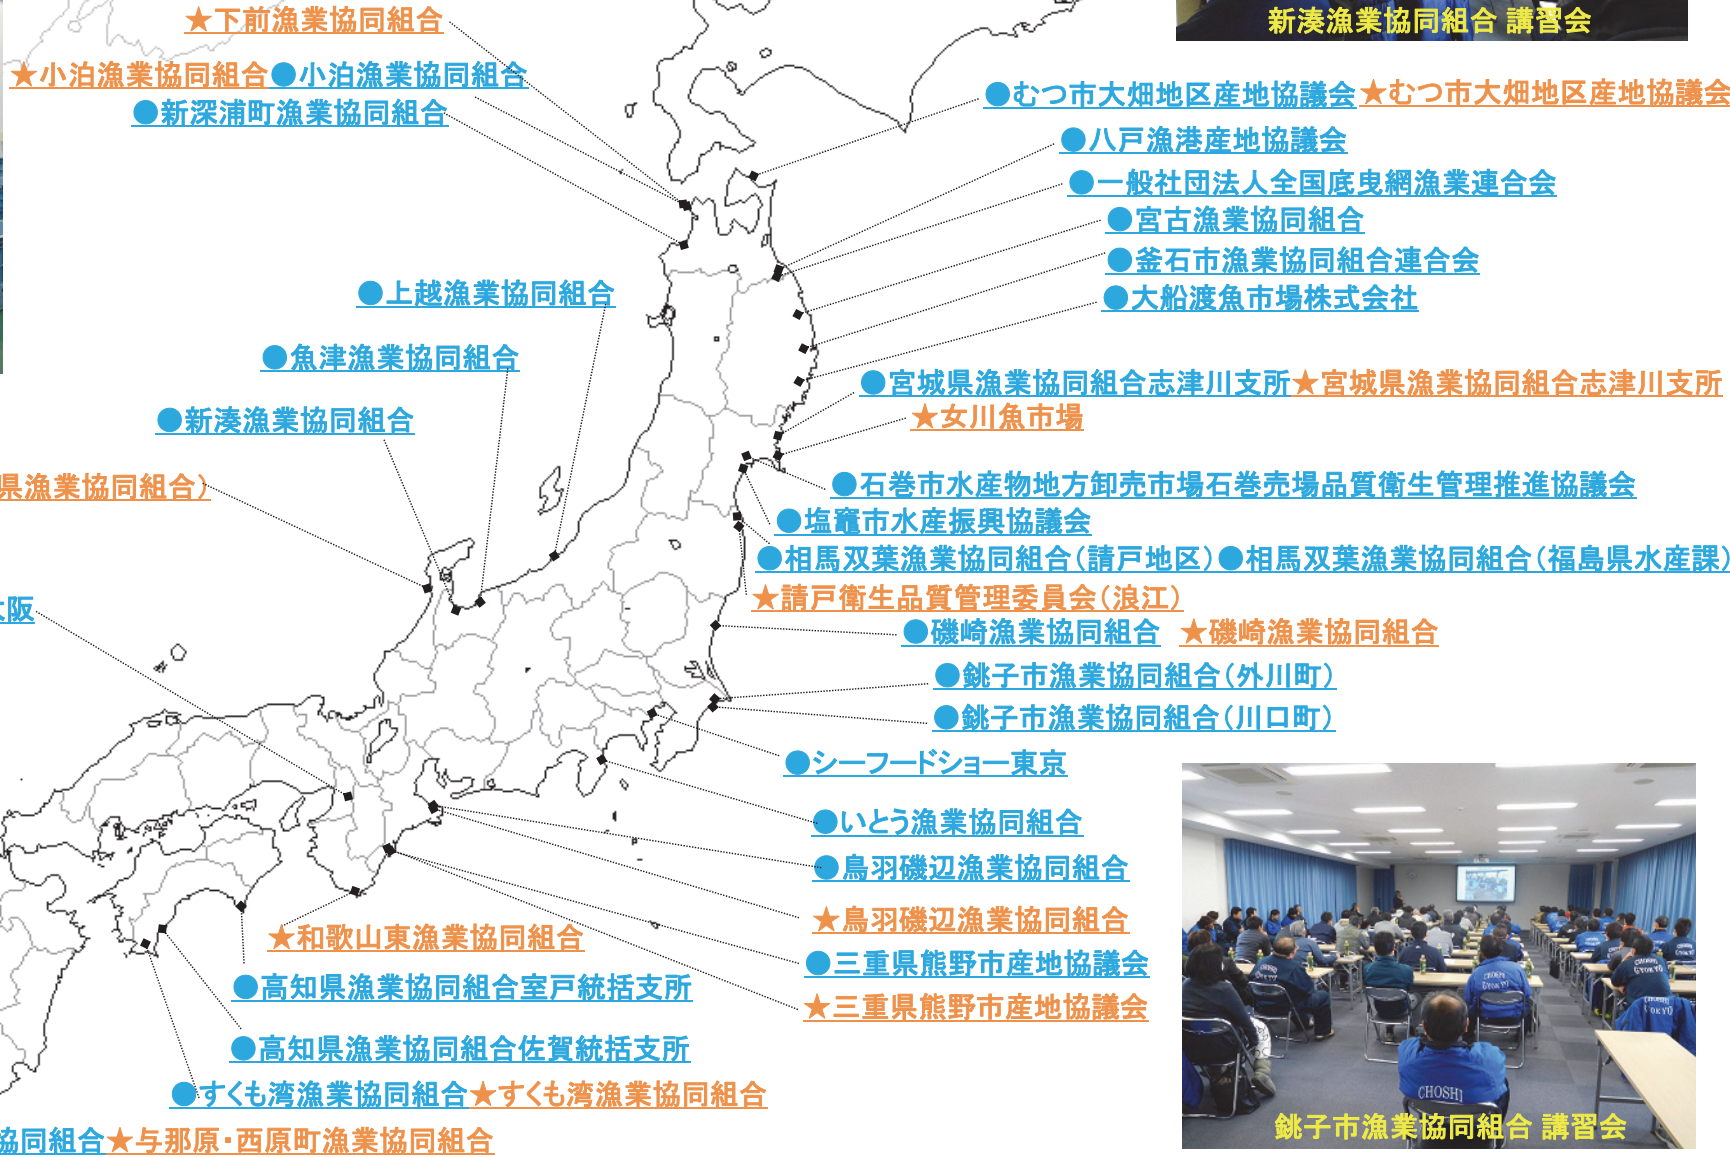 新湊漁業協同組合 講習会
★下前漁業協同組合
★小泊漁業協同組合●小泊漁業協同組合
●新深浦町漁業協同組合
●むつ市大畑地区産地協議会★むつ市大畑地区産地協議会
●八戸漁港産地協議会
●一般社団法人全国底曳網漁業連合会
●宮古漁業協同組合
●釜石市漁業協同組合連合会
●大船渡魚市場株式会社
●上越漁業協同組合
●魚津漁業協同組合
●新湊漁業協同組合
県漁業協同組合）
●宮城県漁業協同組合志津川支所★宮城県漁業協同組合志津川支所
★女川魚市場
●石巻市水産物地方卸売市場石巻売場品質衛生管理推進協議会
●塩竈市水産振興協議会
●相馬双葉漁業協同組合（請戸地区）●相馬双葉漁業協同組合（福島県水産課）
★請戸衛生品質管理委員会（浪江）
大阪
●磯崎漁業協同組合 ★磯崎漁業協同組合
●銚子市漁業協同組合（外川町）
●銚子市漁業協同組合（川口町）
●シーフードショー東京
●いとう漁業協同組合
●鳥羽磯辺漁業協同組合
★鳥羽磯辺漁業協同組合
●三重県熊野市産地協議会
★三重県熊野市産地協議会
★和歌山東漁業協同組合
●高知県漁業協同組合室戸統括支所
●高知県漁業協同組合佐賀統括支所
●すくも湾漁業協同組合★すくも湾漁業協同組合
協同組合★与那原・西原町漁業協同組合
CHOSHI
GYOKYO
CHOSHI
GYOKYO
CHOSHI
銚子市漁業協同組合 講習会